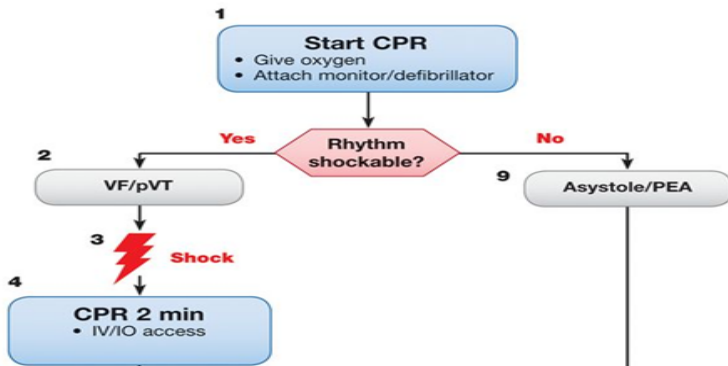 1
Start CPR
• Give oxygen
• Attach monitor/defibrillator
Yes
Rhythm
shockable?
No
2
VF/pVT
9
Asystole/PEA
3
Shock
4
CPR 2 min
• IV/IO access